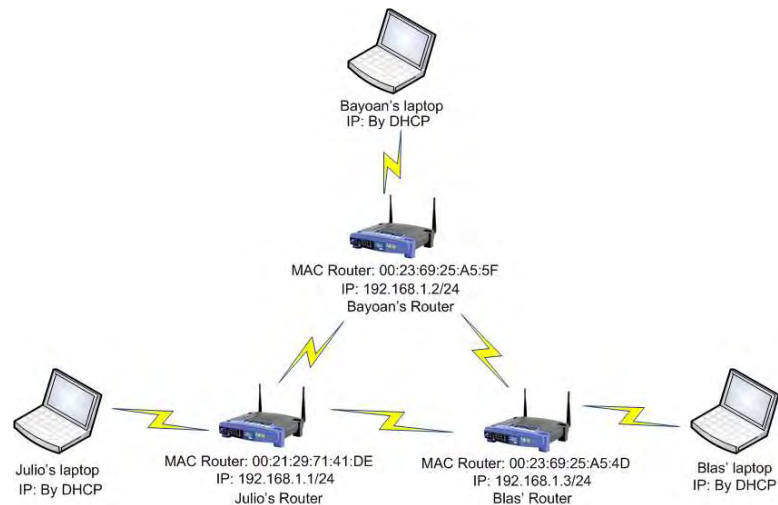 Bayoan's laptop
IP: By DHCP
MAC Router: 00:23:69:25:A5:5F
IP: 192.168.1.2/24
Bayoan's Router
Julio's laptop
IP: By DHCP
MAC Router: 00:21:29:71:41:DE
IP: 192.168.1.1/24
Julio's Router
MAC Router: 00:23:69:25:A5:4D
IP: 192.168.1.3/24
Blas' Router
Blas' laptop
IP: By DHCP